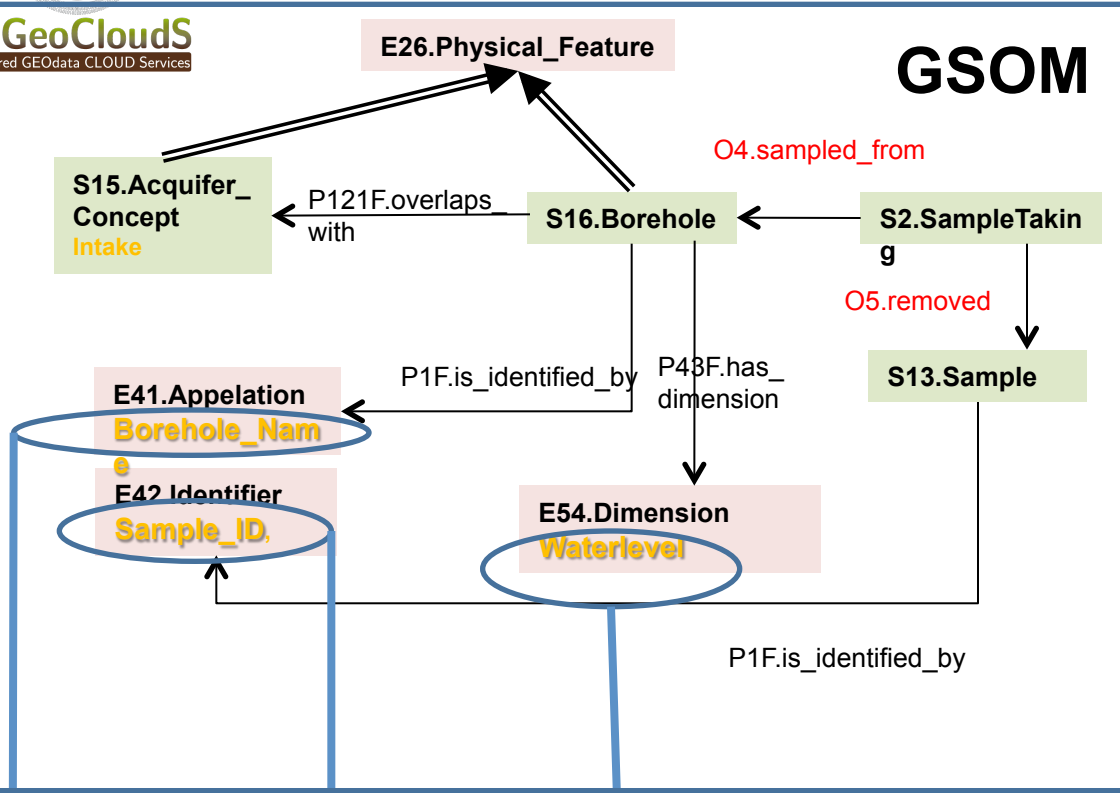 GeoCloudS
red GEOdata CLOUD Services
E26.Physical_Feature
GSOM
O4.sampled_from
S15.Acquifer_
Concept
Intake
P121F.overlaps_
with
S16.Borehole
S2.SampleTakin
g
O5.removed
S13.Sample
P1F.is_identified_by
P43F.has_
dimension
E41.Appelation
Borehole_Nam
e
E42.Identifier
Sample_ID,
E54.Dimension
Waterlevel
P1F.is_identified_by